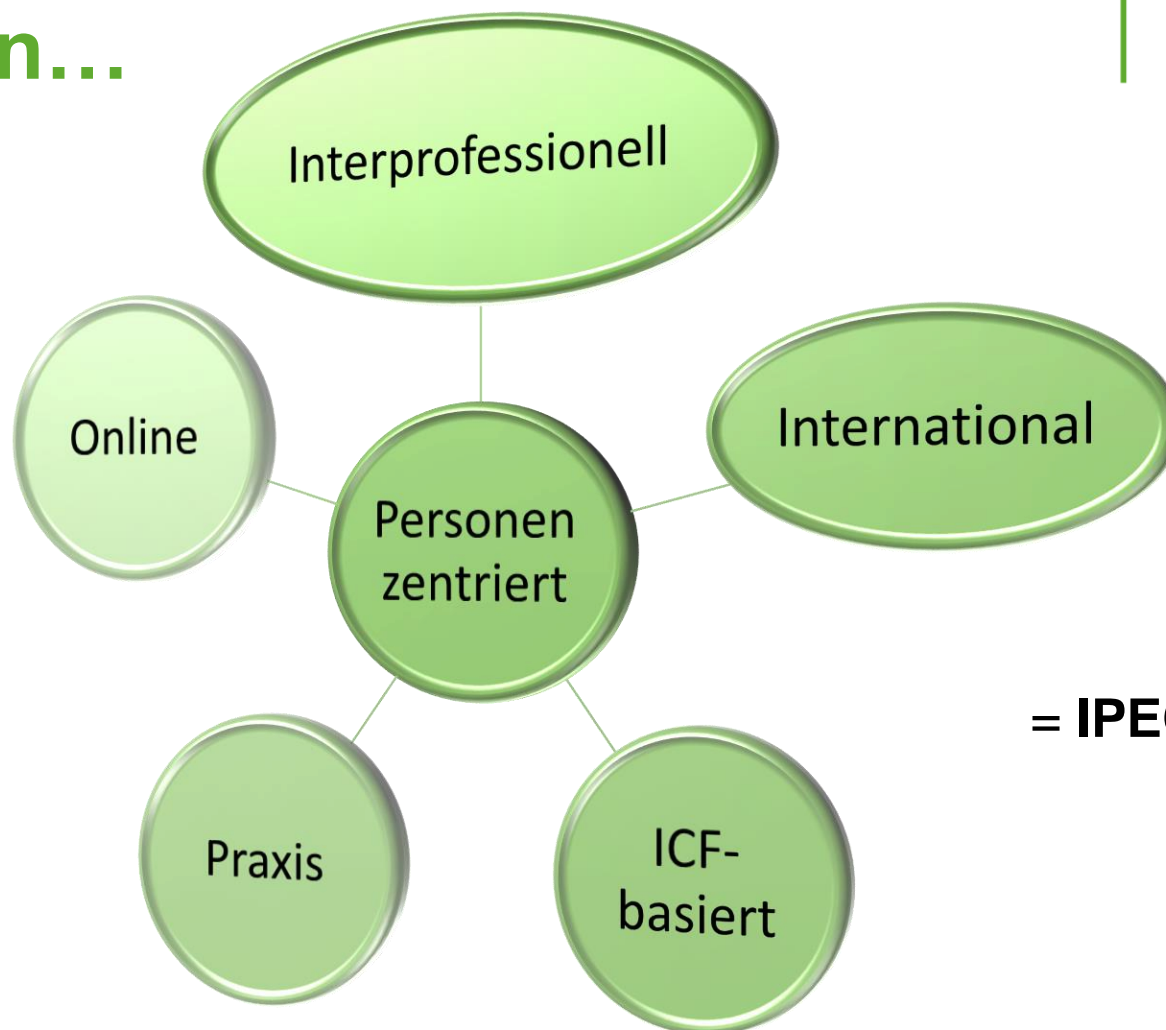 n...
Interprofessionell
International
Online
Personen
zentriert
= IPE
Praxis
ICF-
basiert